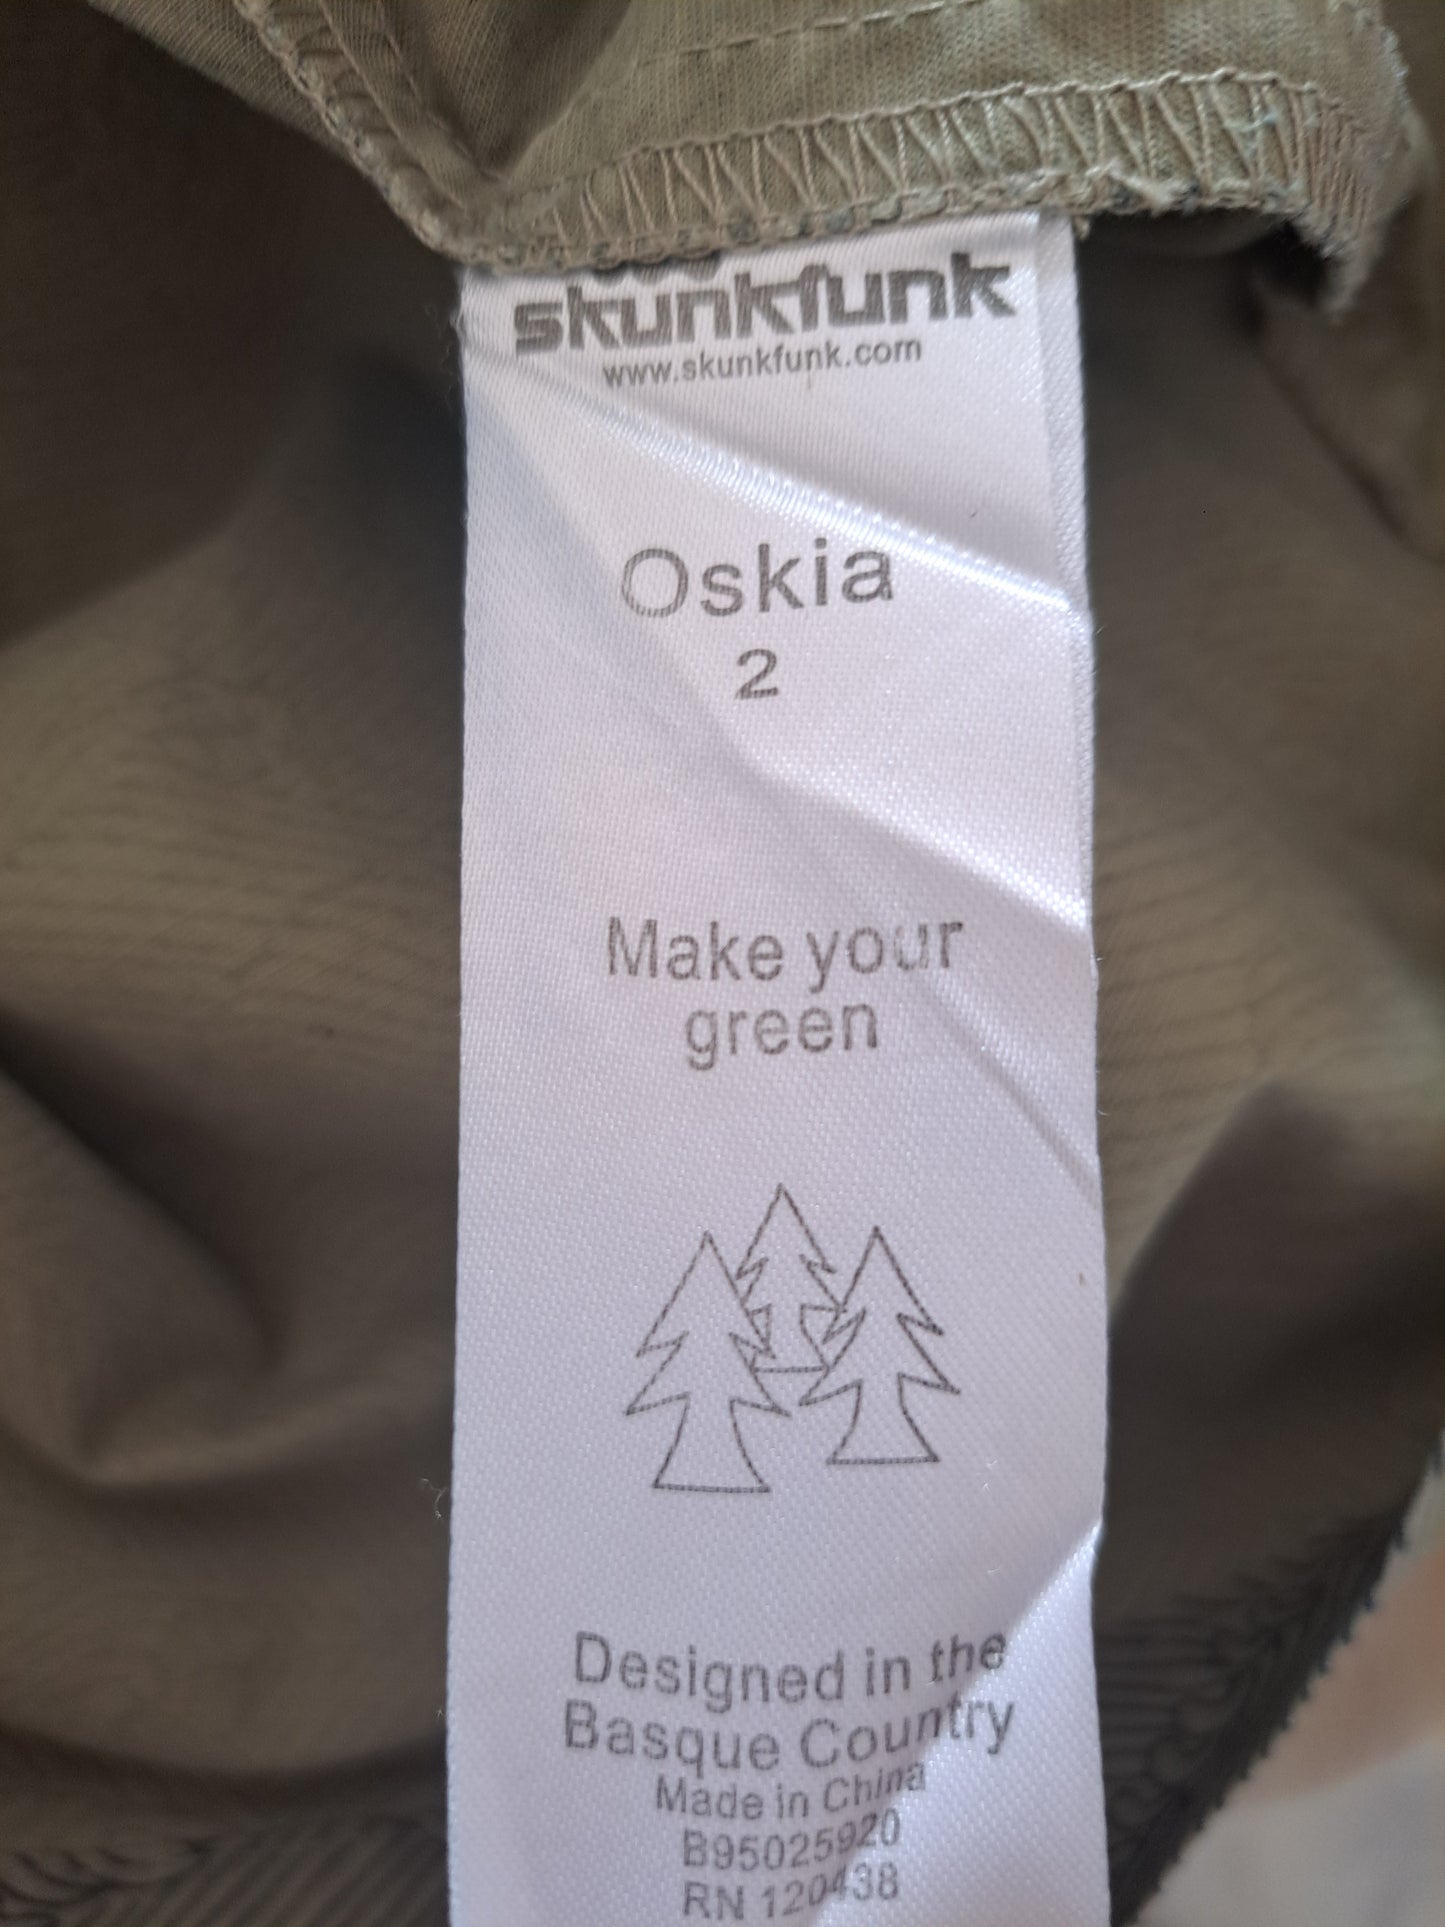 skunkfunk
www.skunkfunk.com
Oskia
2
Make your
green
Designed in the
Basque Country
Made in China
B95025920
RN 120438